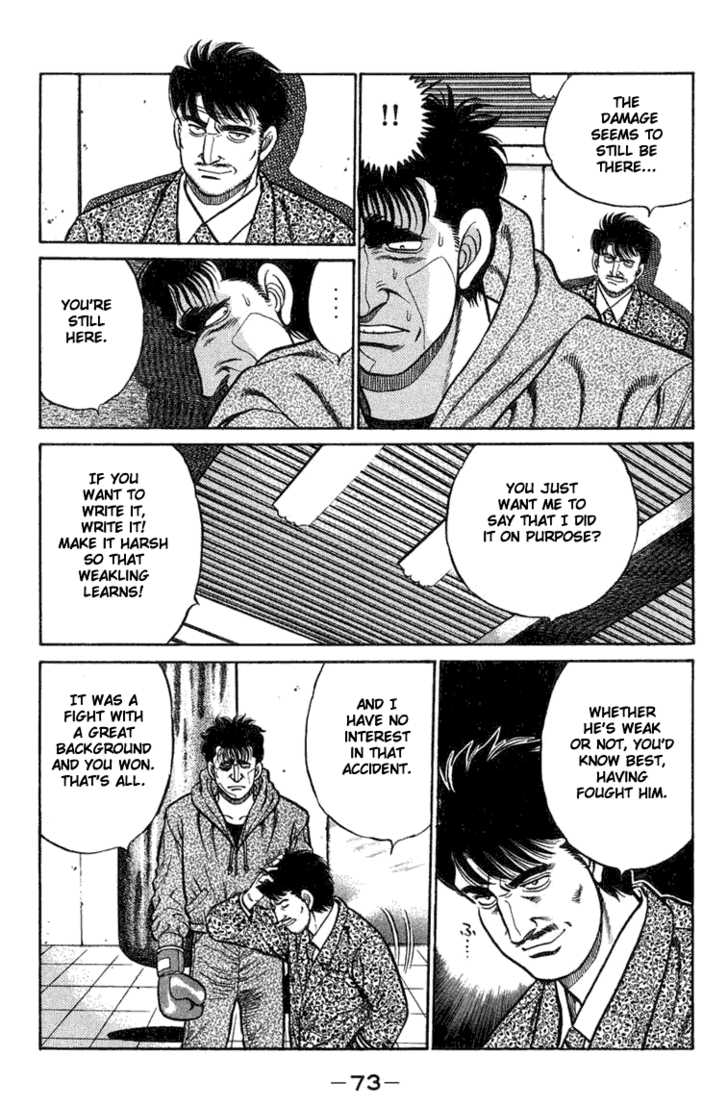 THE
DAMAGE
SEEMS TO
STILL BE
THERE...
!!
YOU'RE
STILL
HERE.
......
YOU JUST
WANT ME TO
SAY THAT I DID
IT ON PURPOSE?
IF YOU
WANT TO
WRITE IT,
WRITE IT!
MAKE IT HARSH
SO THAT
WEAKLING
LEARNS!
WHETHER
HE'S WEAK
OR NOT, YOU'D
KNOW BEST,
HAVING
FOUGHT HIM.
ふ…
AND I
HAVE NO
INTEREST
IN THAT
ACCIDENT.
IT WAS A
FIGHT WITH
A GREAT
BACKGROUND
AND YOU WON.
THAT'S ALL.
—73—